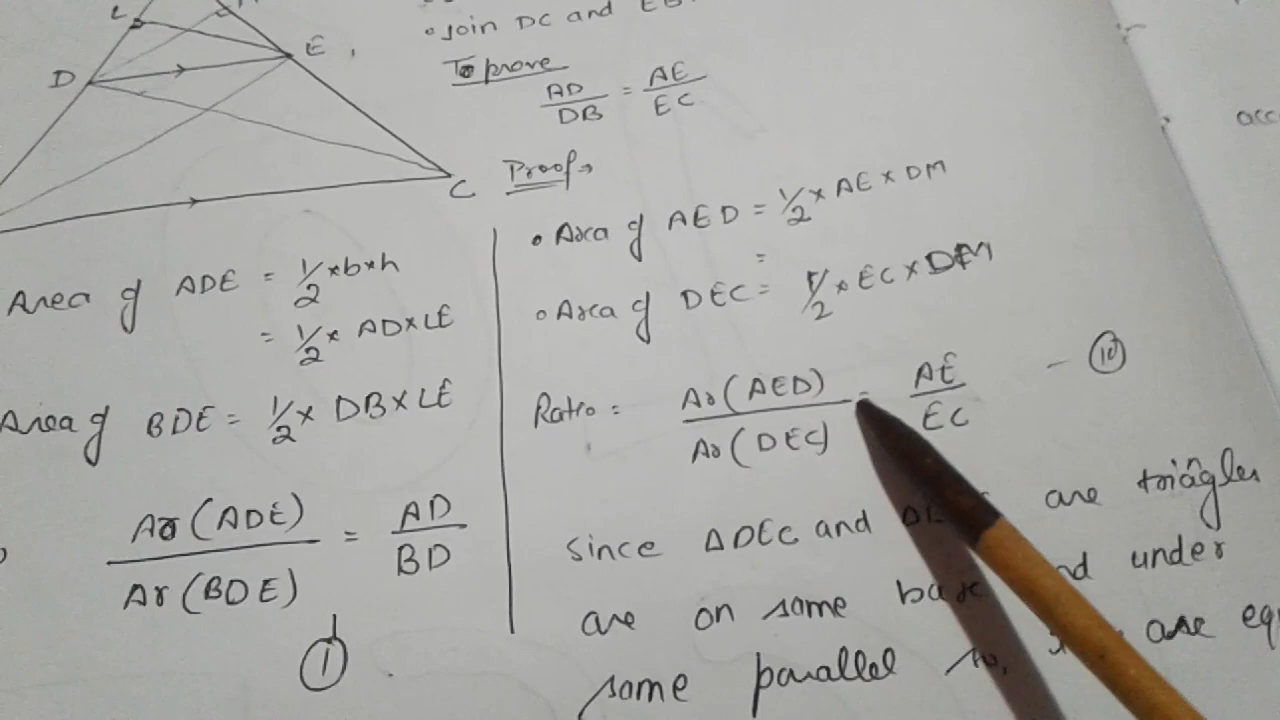 L
D
E
C
• Join DC and
To prove
AD/DB = AE/EC
Proof→
Area of ADE = 1/2 × b × h
= 1/2 × AD × LE
Area of BDE = 1/2 × DB × LE
Ar (ADE)/Ar (BDE) = AD/BD
①
• Area of AED = 1/2 × AE × DM
=
• Area of DEC = 1/2 × EC × DM
Ratio = Ar (AED)/Ar (DEC) = AE/EC
since ΔDEC and are triangles
are on same under
some parallel are
acc